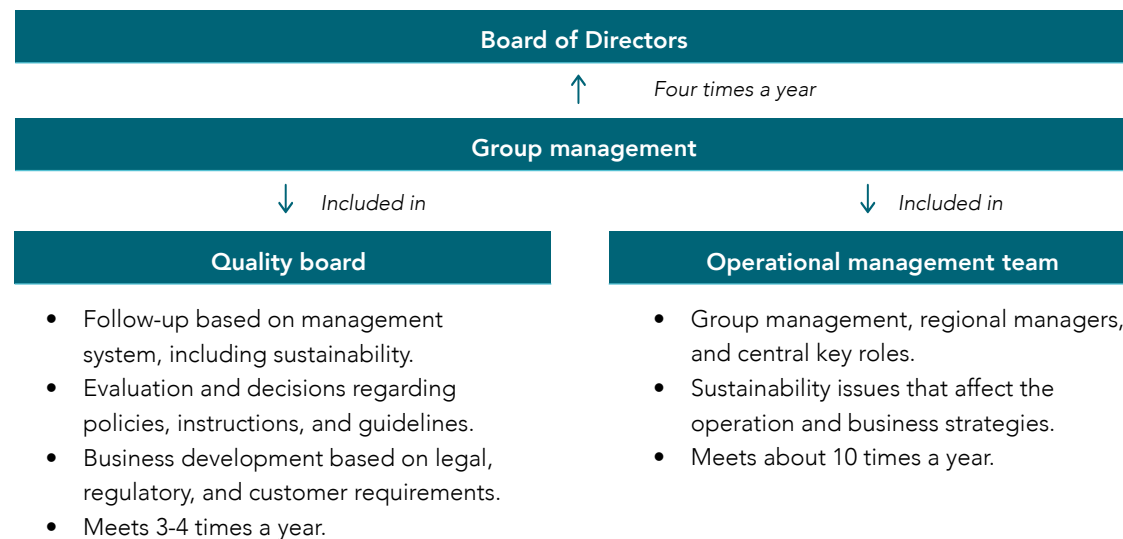 Board of Directors
Four times a year
Group management
Included in
Included in
Quality board
• Follow-up based on management
system, including sustainability.
• Evaluation and decisions regarding
policies, instructions, and guidelines.
• Business development based on legal,
regulatory, and customer requirements.
• Meets 3-4 times a year.
Operational management team
• Group management, regional managers,
and central key roles.
• Sustainability issues that affect the
operation and business strategies.
• Meets about 10 times a year.